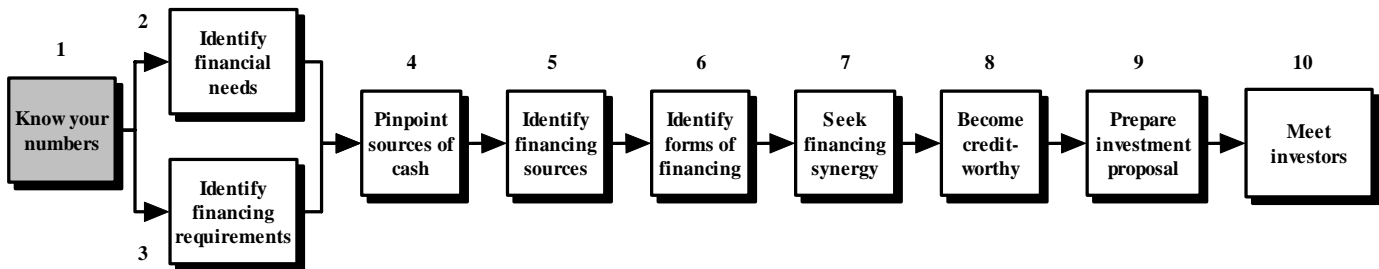 1
Know your
numbers
2
Identify
financial
needs
3
Identify
financing
requirements
4
Pinpoint
sources of
cash
5
Identify
financing
sources
6
Identify
forms of
financing
7
Seek
financing
synergy
8
Become
credit-
worthy
9
Prepare
investment
proposal
10
Meet
investors